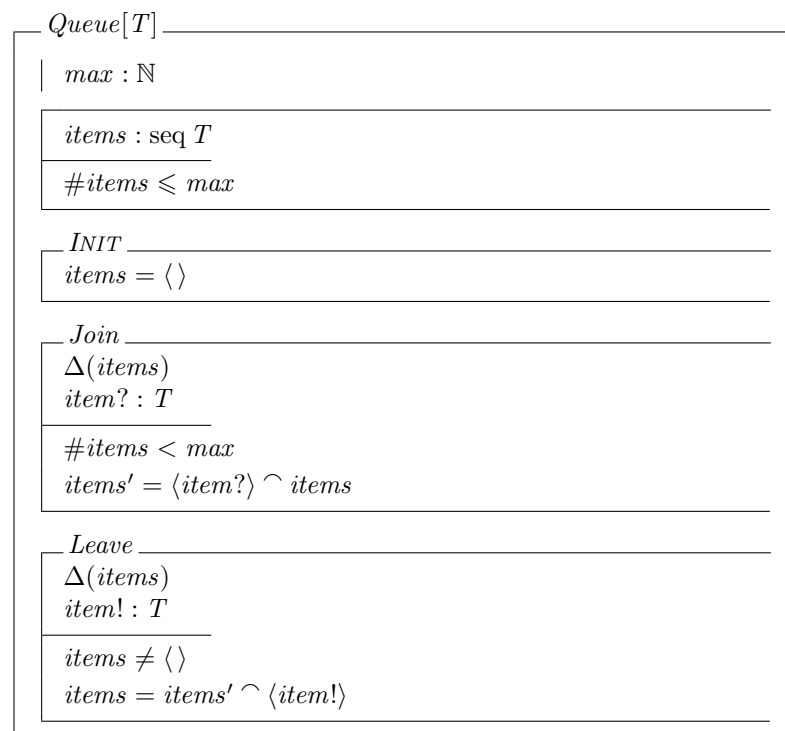 Queue[T]
max : ℕ
items : seq T
#items ⩽ max
INIT
items = ⟨ ⟩
Join
Δ(items)
item? : T
#items < max
items′ = ⟨item?⟩ ⌢ items
Leave
Δ(items)
item! : T
items ≠ ⟨ ⟩
items = items′ ⌢ ⟨item!⟩